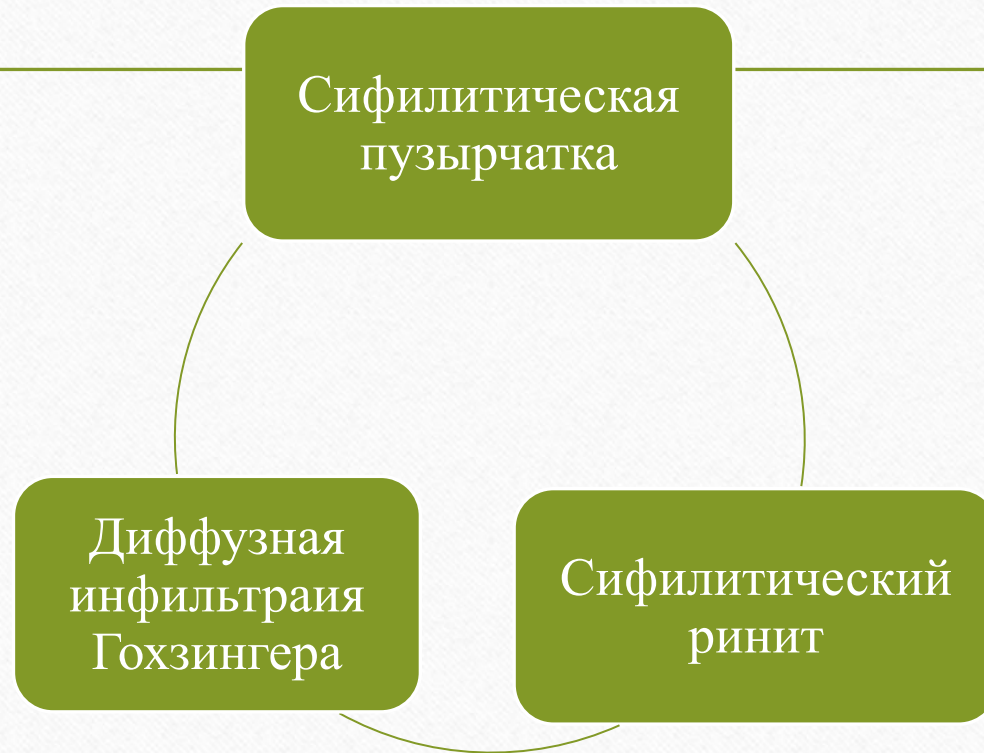 Сифилитическая
пузырчатка
Диффузная
инфильтраия
Гохзингера
Сифилитический
ринит